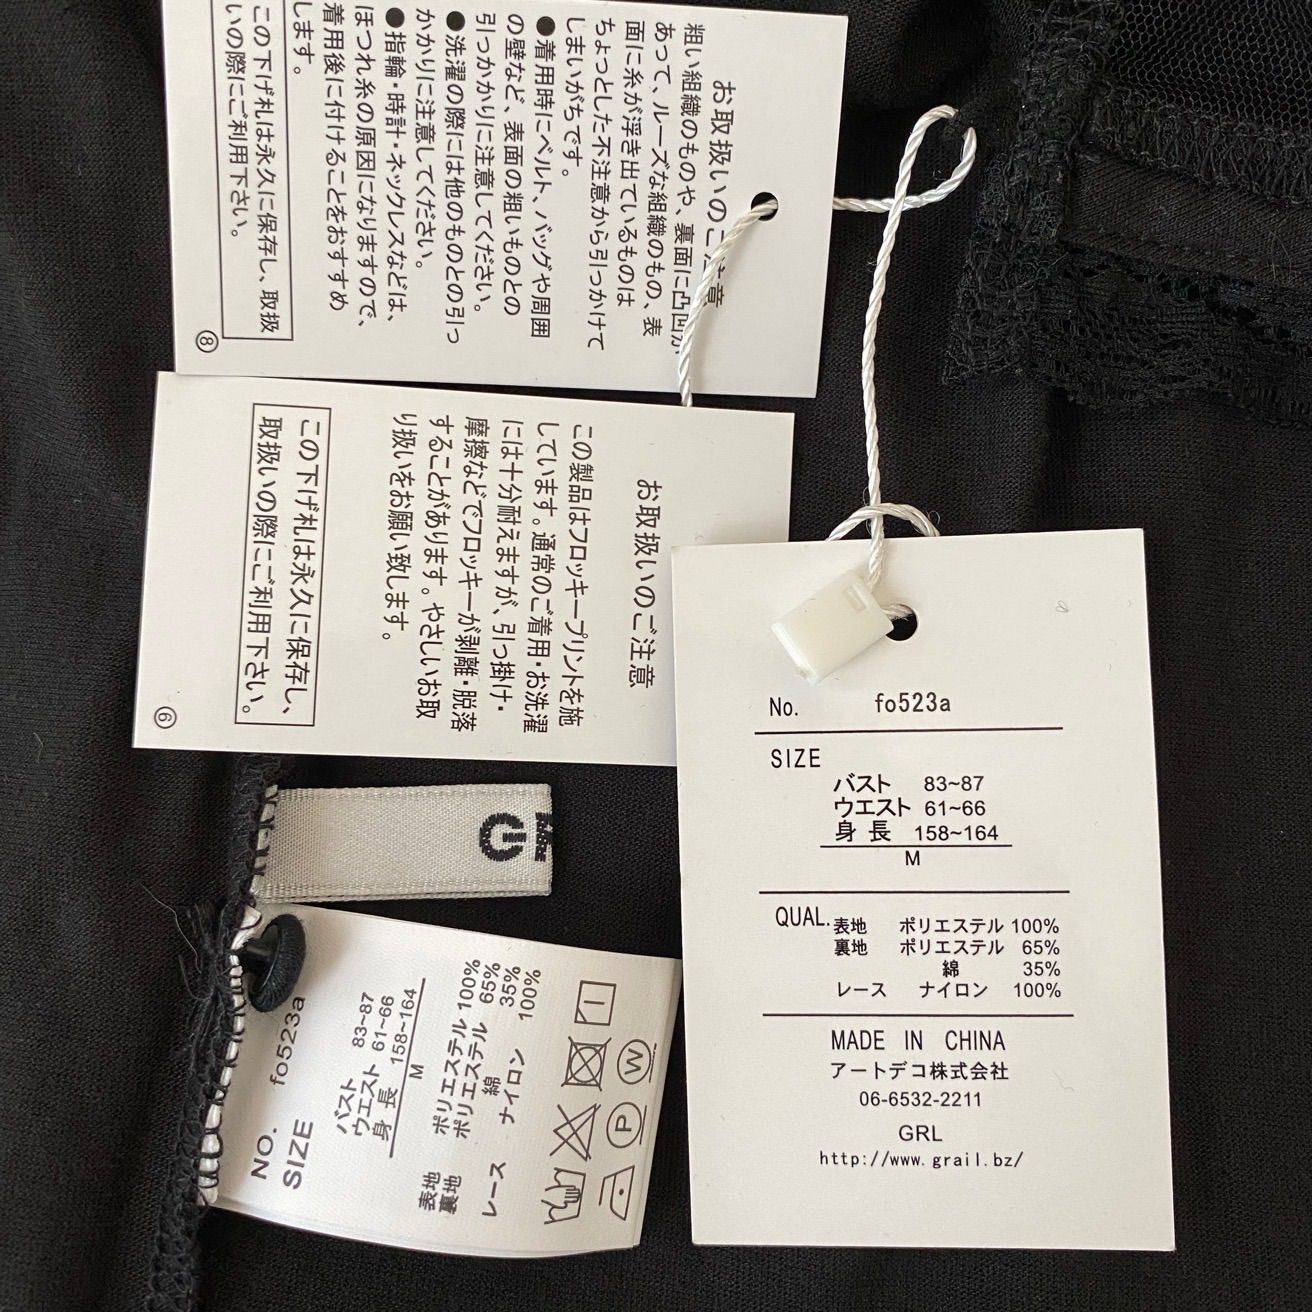 お取扱いのご注意
粗い組織のものや、裏面に凸凹が
あって、ルーズな組織のもの、表
面に糸が浮き出ているものは
ちょっとした不注意から引っかけて
しまいがちです。
●着用時にベルト、バッグや周囲
の壁など、表面の粗いものとの
引っかかりに注意してください。
●洗濯の際には他のものとの引っ
かかりに注意してください。
●指輪・時計・ネックレスなどは、
ほつれ糸の原因になりますので、
着用後に付けることをおすすめ
します。
この下げ札は永久に保存し、取扱
いの際にご利用下さい。
⑧
お取扱いのご注意
この製品はフロッキープリントを施
しています。通常のご着用・お洗濯
には十分耐えますが、引っ掛け・
摩擦などでフロッキーが剥離・脱落
することがあります。やさしいお取
り扱いをお願い致します。
この下げ札は永久に保存し、
取扱いの際にご利用下さい。
⑥
NO. fo523a
SIZE
バスト 83~87
ウエスト 61~66
身長 158~164
M
表地 ポリエステル 100%
裏地 ポリエステル 65%
綿 35%
レース ナイロン 100%
W
P
No. fo523a
SIZE
バスト 83~87
ウエスト 61~66
身長 158~164
M
QUAL. 表地 ポリエステル 100%
裏地 ポリエステル 65%
綿 35%
レース ナイロン 100%
MADE IN CHINA
アートデコ株式会社
06-6532-2211
GRL
http://www.grail.bz/